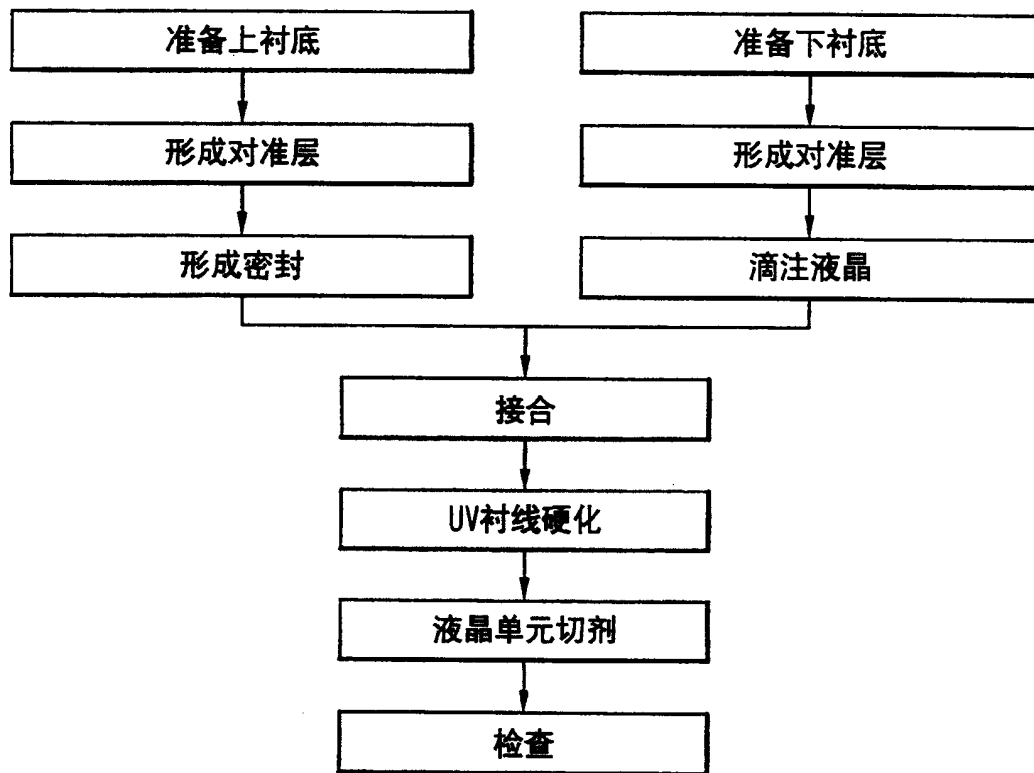 准备上衬底
准备下衬底
形成对准层
形成对准层
形成密封
滴注液晶
接合
UV衬线硬化
液晶单元切剂
检查